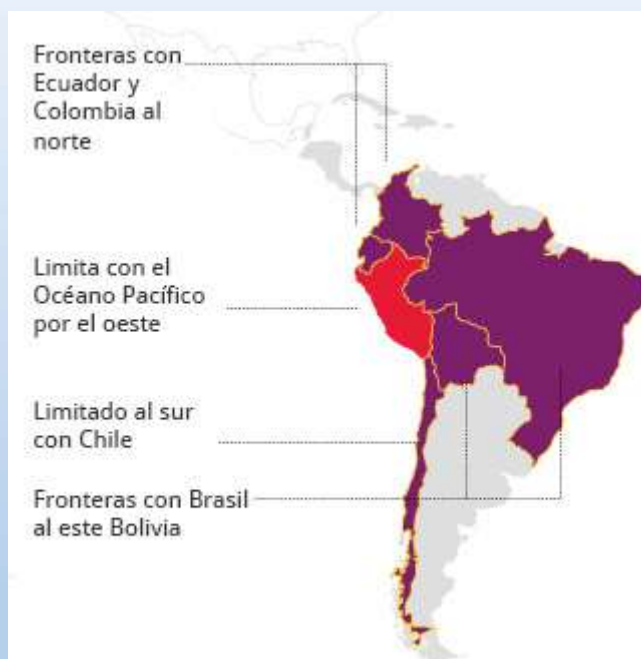 Fronteras con
Ecuador y
Colombia al
norte
Limita con el
Océano Pacífico
por el oeste
Limitado al sur
con Chile
Fronteras con Brasil
al este Bolivia